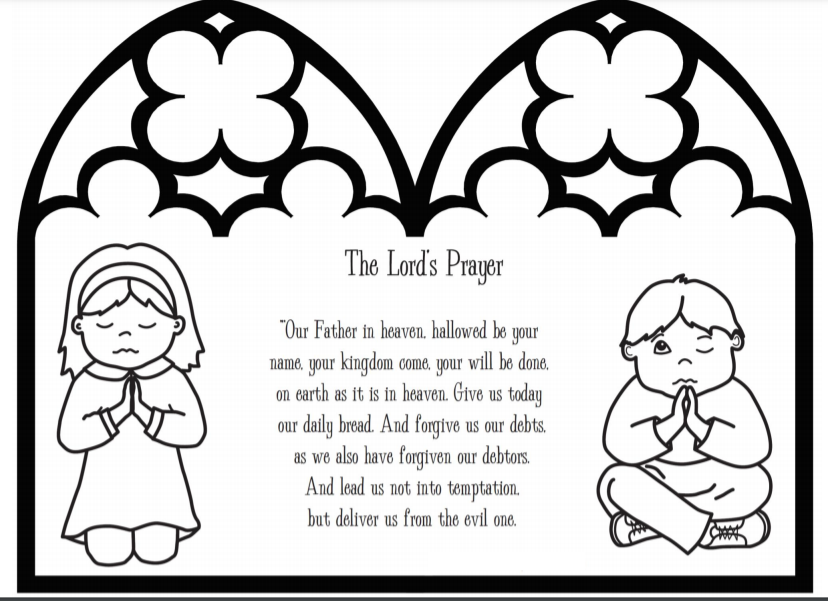 The Lord's Prayer
"Our Father in heaven, hallowed be your
name, your kingdom come, your will be done,
on earth as it is in heaven. Give us today
our daily bread. And forgive us our debts,
as we also have forgiven our debtors.
And lead us not into temptation,
but deliver us from the evil one.